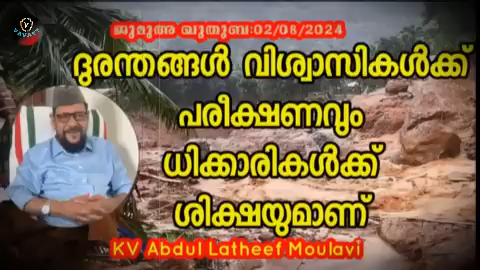 ജുമുഅ ഖുതുബ:02/08/2024
ദുരന്തങ്ങൾ വിശ്വാസികൾക്ക്
പരീക്ഷണവും
ധിക്കാരികൾക്ക്
ശിക്ഷയുമാണ്
KV Abdul Latheef Moulavi